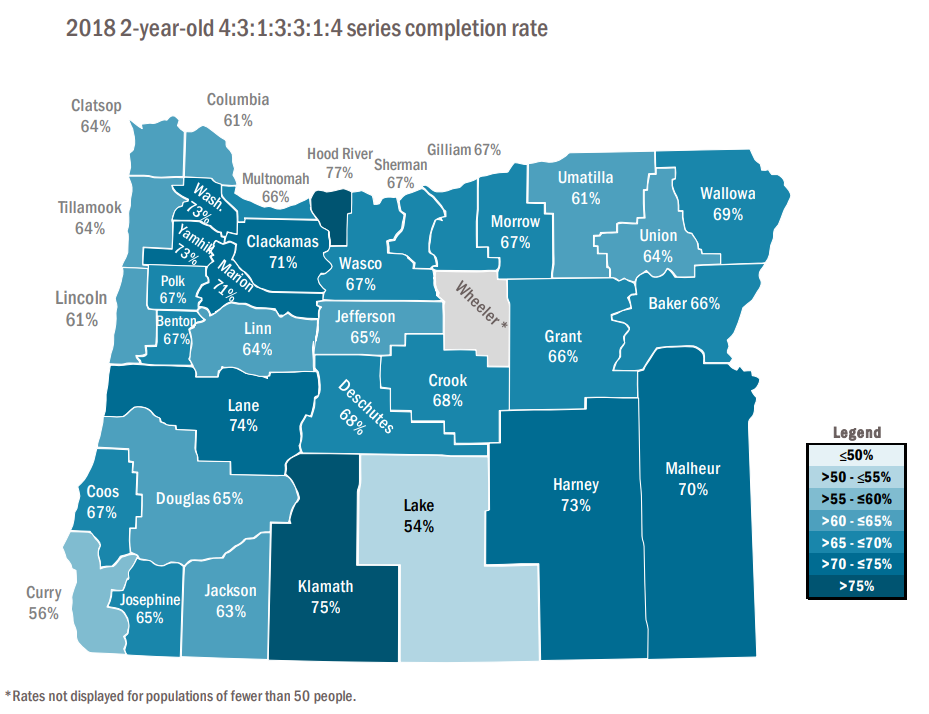 2018 2-year-old 4:3:1:3:3:1:4 series completion rate
Clatsop
64%
Columbia
61%
Hood River
77%
Gilliam 67%
Sherman
67%
Multnomah
66%
Tillamook
64%
Wash.
73%
Yamhill
73%
Clackamas
71%
Marion
71%
Wasco
67%
Morrow
67%
Umatilla
61%
Union
64%
Wallowa
69%
Lincoln
61%
Polk
67%
Benton
67%
Linn
64%
Jefferson
65%
Wheeler *
Grant
66%
Baker 66%
Lane
74%
Deschutes
68%
Crook
68%
Coos
67%
Douglas 65%
Lake
54%
Harney
73%
Malheur
70%
Curry
56%
Josephine
65%
Jackson
63%
Klamath
75%
Legend
≤50%
>50 - ≤55%
>55 - ≤60%
>60 - ≤65%
>65 - ≤70%
>70 - ≤75%
>75%
*Rates not displayed for populations of fewer than 50 people.